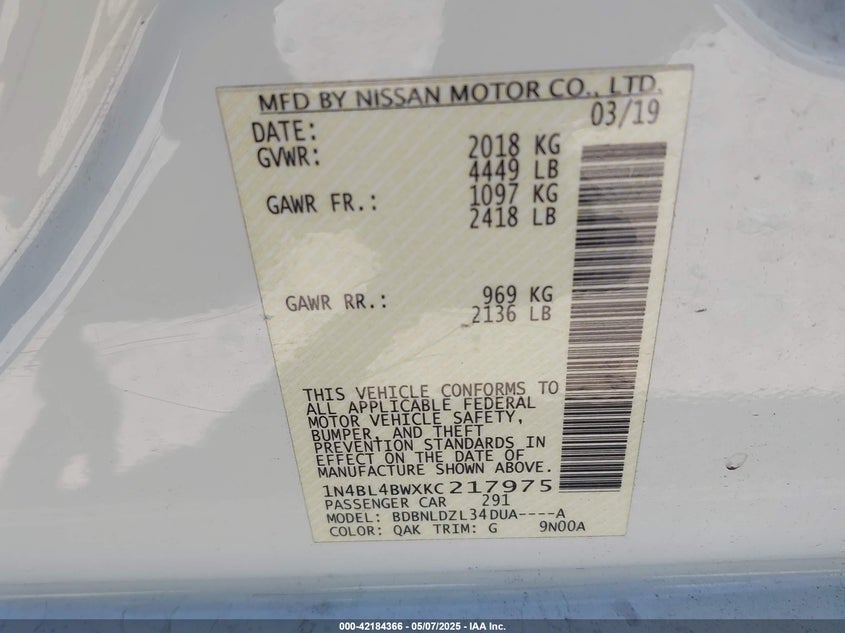 MFD BY NISSAN MOTOR CO., LTD.
DATE: 03/19
GVWR: 2018 KG
4449 LB
GAWR FR.: 1097 KG
2418 LB
GAWR RR.: 969 KG
2136 LB
THIS VEHICLE CONFORMS TO
ALL APPLICABLE FEDERAL
MOTOR VEHICLE SAFETY,
BUMPER, AND THEFT
PREVENTION STANDARDS IN
EFFECT ON THE DATE OF
MANUFACTURE SHOWN ABOVE.
1N4BL4BWXKC217975
PASSENGER CAR 291
MODEL: BDBNLDZL34DUA----A
COLOR: QAK TRIM: G 9N00A
000-42184366 - 05/07/2025 - IAA Inc.